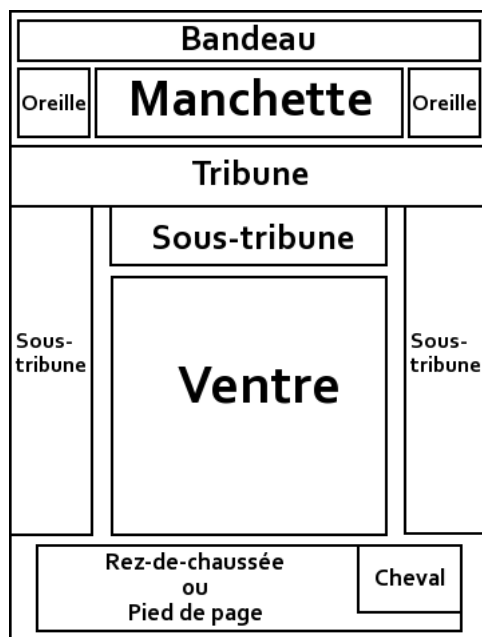 Bandeau
Oreille
Manchette
Oreille
Tribune
Sous-tribune
Sous-
tribune
Ventre
Sous-
tribune
Rez-de-chaussée
ou
Pied de page
Cheval